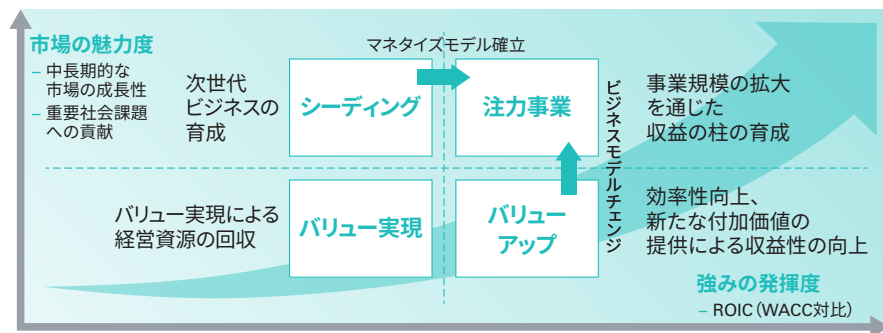 市場の魅力度
– 中長期的な
市場の成長性
– 重要社会課題
への貢献
マネタイズモデル確立
次世代
ビジネスの
育成
シーディング
注力事業
ビジネスモデルチェンジ
事業規模の拡大
を通じた
収益の柱の育成
バリュー実現による
経営資源の回収
バリュー実現
バリュー
アップ
効率性向上、
新たな付加価値の
提供による収益性の向上
強みの発揮度
– ROIC（WACC対比）